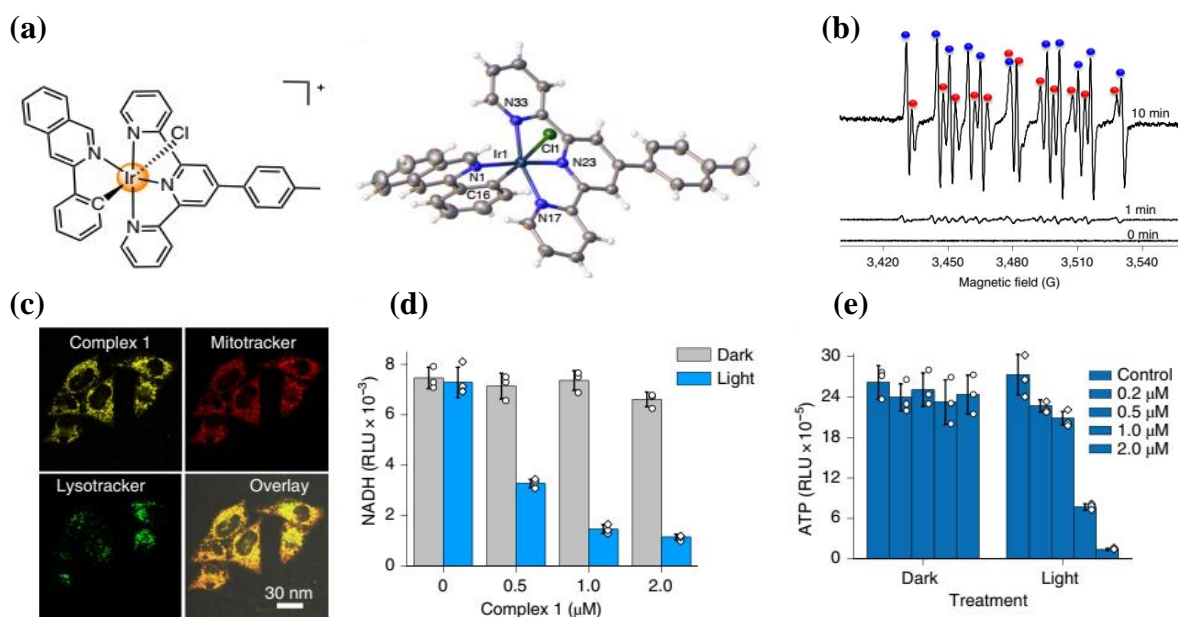 (a)
(b)
] +
N
N
Cl
Ir
N
C
N
N33
Cl1
Ir1
N23
N1
C16
N17
10 min
1 min
0 min
3,420 3,450 3,480 3,510 3,540
Magnetic field (G)
(c)
(d)
(e)
Complex 1
Mitotracker
Lysotracker
Overlay
30 nm
8
6
4
2
0
NADH (RLU × 10⁻³)
Dark
Light
0 0.5 1.0 2.0
Complex 1 (μM)
30
24
18
12
6
0
ATP (RLU ×10⁻⁵)
Control
0.2 μM
0.5 μM
1.0 μM
2.0 μM
Dark Light
Treatment